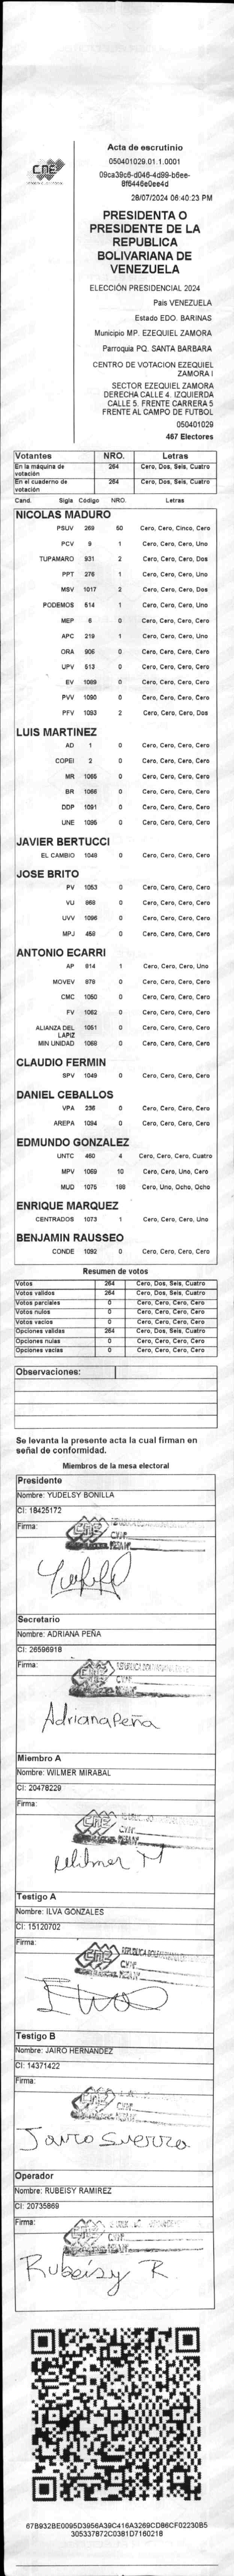 CNE
Acta de escrutinio
050401029.01.1.0001
09ca39c6-d046-4d99-b6ee-
8f6446e0ee4d
28/07/2024 06:40:23 PM
PRESIDENTA O
PRESIDENTE DE LA
REPUBLICA
BOLIVARIANA DE
VENEZUELA
ELECCIÓN PRESIDENCIAL 2024
Pais VENEZUELA
Estado EDO. BARINAS
Municipio MP. EZEQUIEL ZAMORA
Parroquia PQ. SANTA BARBARA
CENTRO DE VOTACION EZEQUIEL
ZAMORA I
SECTOR EZEQUIEL ZAMORA
DERECHA CALLE 4. IZQUIERDA
CALLE 5. FRENTE CARRERA 5
FRENTE AL CAMPO DE FUTBOL
050401029
467 Electores
Votantes NRO. Letras
En la máquina de votación 264 Cero, Dos, Seis, Cuatro
En el cuaderno de votación 264 Cero, Dos, Seis, Cuatro
Cand. Sigla Código NRO. Letras
NICOLAS MADURO
PSUV 269 50 Cero, Cero, Cinco, Cero
PCV 9 1 Cero, Cero, Cero, Uno
TUPAMARO 931 2 Cero, Cero, Cero, Dos
PPT 276 1 Cero, Cero, Cero, Uno
MSV 1017 2 Cero, Cero, Cero, Dos
PODEMOS 514 1 Cero, Cero, Cero, Uno
MEP 6 0 Cero, Cero, Cero, Cero
APC 219 1 Cero, Cero, Cero, Uno
ORA 906 0 Cero, Cero, Cero, Cero
UPV 513 0 Cero, Cero, Cero, Cero
EV 1089 0 Cero, Cero, Cero, Cero
PVV 1090 0 Cero, Cero, Cero, Cero
PFV 1093 2 Cero, Cero, Cero, Dos
LUIS MARTINEZ
AD 1 0 Cero, Cero, Cero, Cero
COPEI 2 0 Cero, Cero, Cero, Cero
MR 1065 0 Cero, Cero, Cero, Cero
BR 1066 0 Cero, Cero, Cero, Cero
DDP 1091 0 Cero, Cero, Cero, Cero
UNE 1095 0 Cero, Cero, Cero, Cero
JAVIER BERTUCCI
EL CAMBIO 1048 0 Cero, Cero, Cero, Cero
JOSE BRITO
PV 1053 0 Cero, Cero, Cero, Cero
VU 868 0 Cero, Cero, Cero, Cero
UVV 1096 0 Cero, Cero, Cero, Cero
MPJ 459 0 Cero, Cero, Cero, Cero
ANTONIO ECARRI
AP 814 1 Cero, Cero, Cero, Uno
MOVEV 978 0 Cero, Cero, Cero, Cero
CMC 1050 0 Cero, Cero, Cero, Cero
FV 1062 0 Cero, Cero, Cero, Cero
ALIANZA DEL LAPIZ 1051 0 Cero, Cero, Cero, Cero
MIN UNIDAD 1068 0 Cero, Cero, Cero, Cero
CLAUDIO FERMIN
SPV 1049 0 Cero, Cero, Cero, Cero
DANIEL CEBALLOS
VPA 236 0 Cero, Cero, Cero, Cero
AREPA 1094 0 Cero, Cero, Cero, Cero
EDMUNDO GONZALEZ
UNTC 460 4 Cero, Cero, Cero, Cuatro
MPV 1069 10 Cero, Cero, Uno, Cero
MUD 1076 188 Cero, Uno, Ocho, Ocho
ENRIQUE MARQUEZ
CENTRADOS 1073 1 Cero, Cero, Cero, Uno
BENJAMIN RAUSSEO
CONDE 1092 0 Cero, Cero, Cero, Cero
Resumen de votos
Votos 264 Cero, Dos, Seis, Cuatro
Votos validos 264 Cero, Dos, Seis, Cuatro
Votos parciales 0 Cero, Cero, Cero, Cero
Votos nulos 0 Cero, Cero, Cero, Cero
Votos vacios 0 Cero, Cero, Cero, Cero
Opciones validas 264 Cero, Dos, Seis, Cuatro
Opciones nulas 0 Cero, Cero, Cero, Cero
Opciones vacias 0 Cero, Cero, Cero, Cero
Observaciones:
Se levanta la presente acta la cual firman en
señal de conformidad.
Miembros de la mesa electoral
Presidente
Nombre: YUDELSY BONILLA
CI: 18425172
Firma:
CNE
Secretario
Nombre: ADRIANA PEÑA
CI: 26596918
Firma:
CNE
Adriana Peña
Miembro A
Nombre: WILMER MIRABAL
CI: 20478229
Firma:
CNE
Wilmer M
Testigo A
Nombre: ILVA GONZALES
CI: 15120702
Firma:
CNE
Testigo B
Nombre: JAIRO HERNANDEZ
CI: 14371422
Firma:
CNE
Operador
Nombre: RUBEISY RAMIREZ
CI: 20735869
Firma:
CNE
Rubeisy R.
67B932BE0095D3956A39C416A3269CD86CF02230B5
305337872C0381D7160218